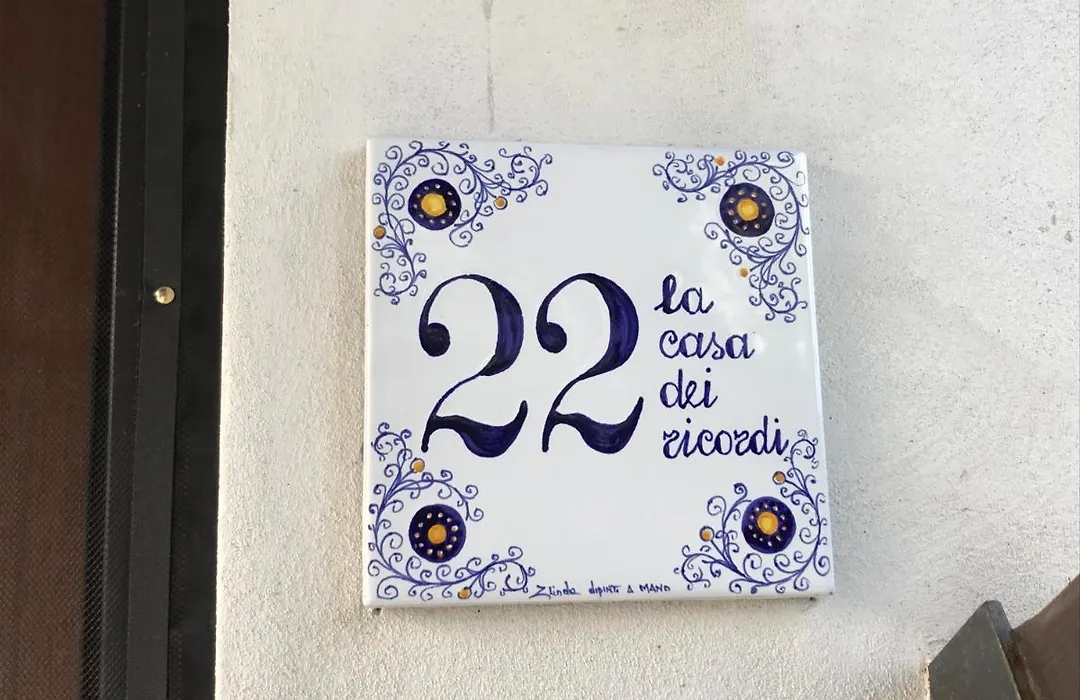 22
la
casa
dei
ricordi
dipinti A MANO